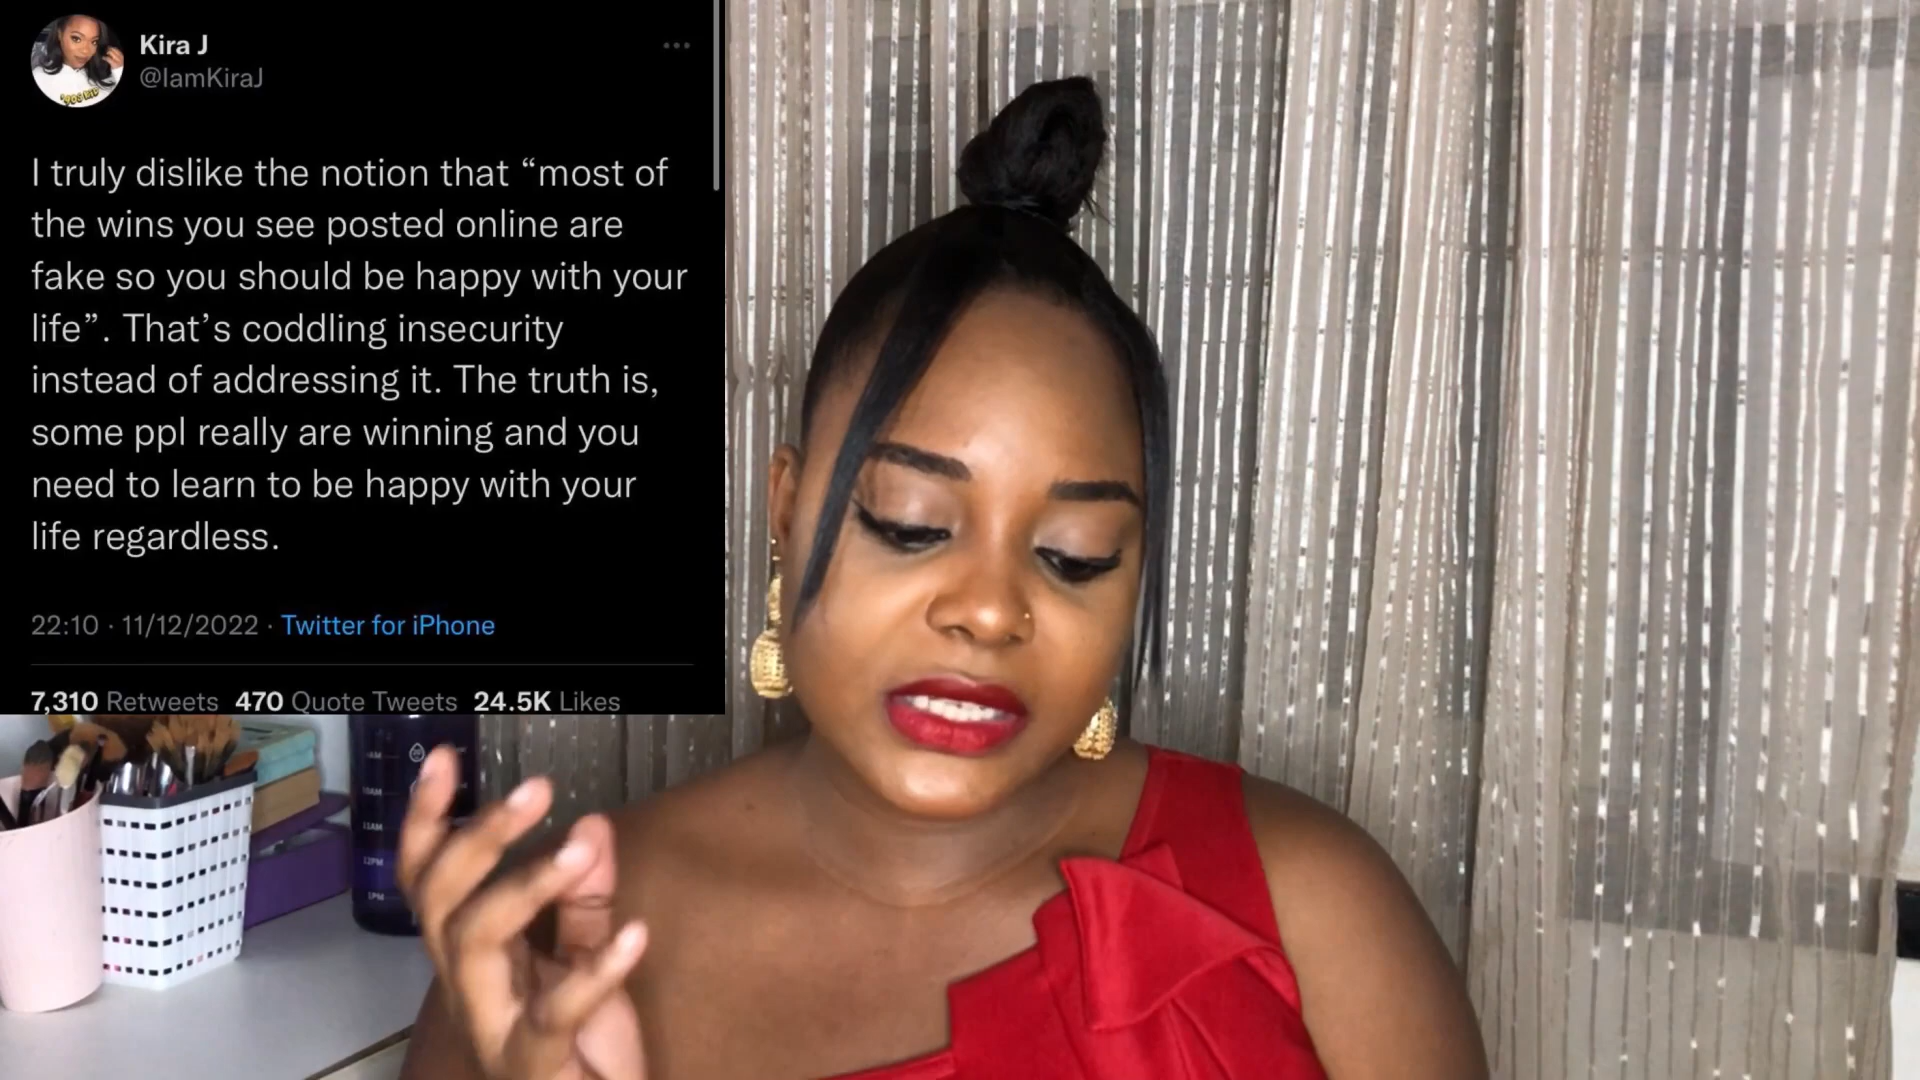 Kira J
@IamKiraJ
I truly dislike the notion that “most of
the wins you see posted online are
fake so you should be happy with your
life”. That’s coddling insecurity
instead of addressing it. The truth is,
some ppl really are winning and you
need to learn to be happy with your
life regardless.
22:10 · 11/12/2022 · Twitter for iPhone
7,310 Retweets 470 Quote Tweets 24.5K Likes
11AM
12PM
1PM